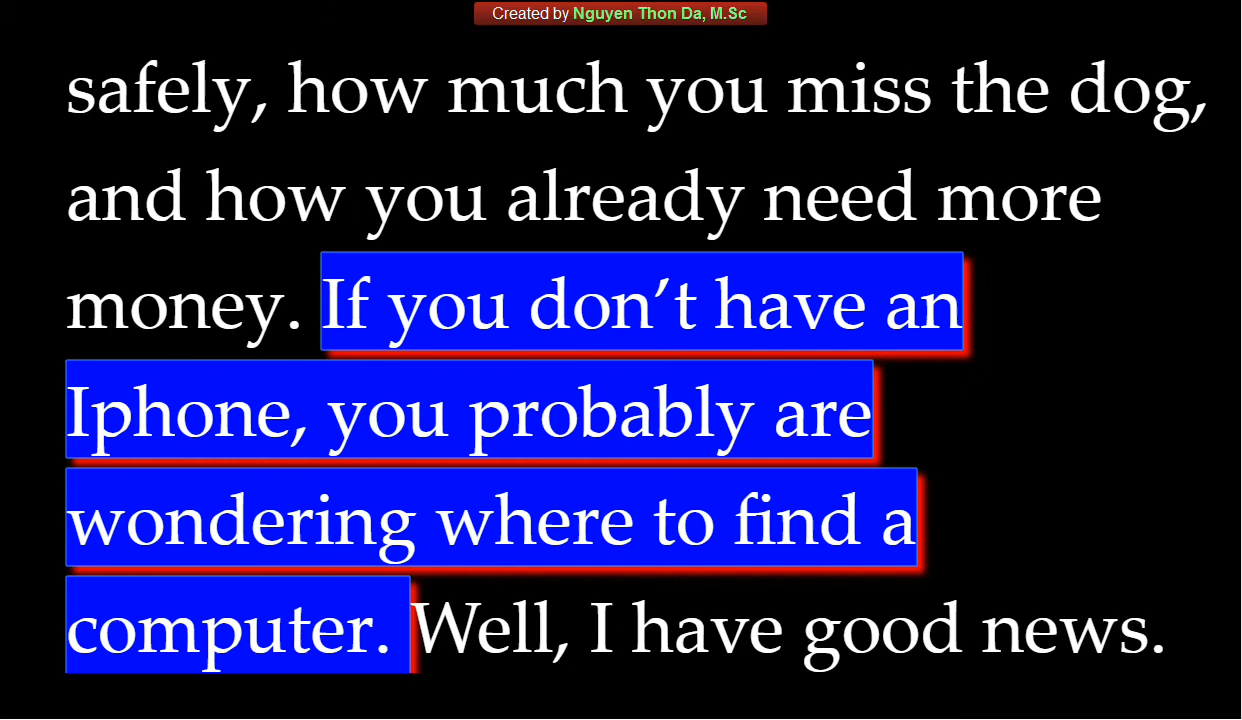 Created by Nguyen Thon Da, M.Sc
safely, how much you miss the dog,
and how you already need more
money. If you don’t have an
Iphone, you probably are
wondering where to find a
computer. Well, I have good news.